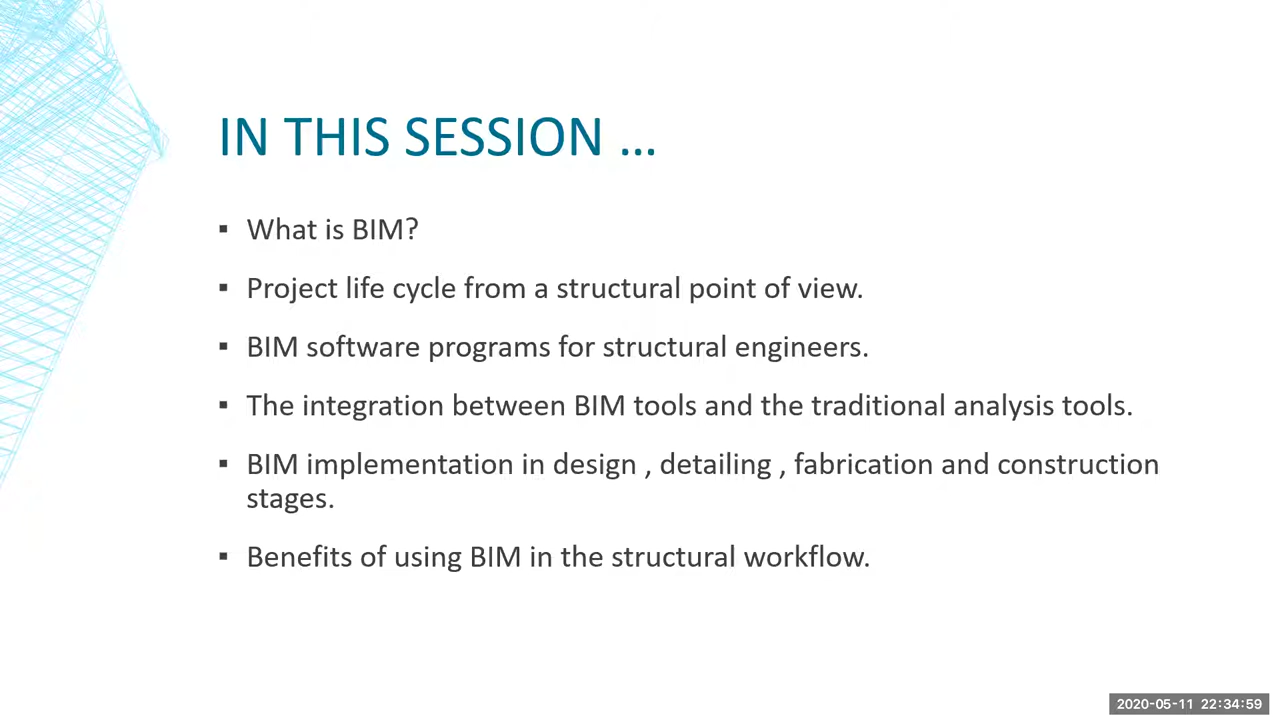 IN THIS SESSION ...
▪ What is BIM?
▪ Project life cycle from a structural point of view.
▪ BIM software programs for structural engineers.
▪ The integration between BIM tools and the traditional analysis tools.
▪ BIM implementation in design , detailing , fabrication and construction
stages.
▪ Benefits of using BIM in the structural workflow.
2020-05-11 22:34:59